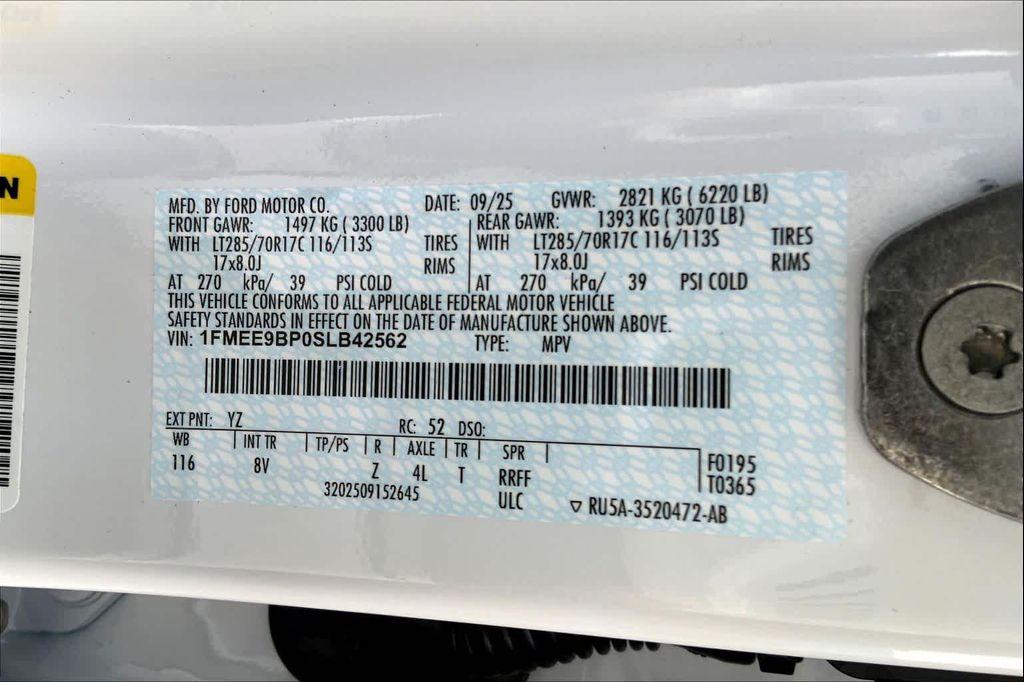 N
MFD. BY FORD MOTOR CO. DATE: 09/25 GVWR: 2821 KG ( 6220 LB)
FRONT GAWR: 1497 KG ( 3300 LB) REAR GAWR: 1393 KG ( 3070 LB)
WITH LT285/70R17C 116/113S TIRES WITH LT285/70R17C 116/113S TIRES
17x8.0J RIMS 17x8.0J RIMS
AT 270 kPa/ 39 PSI COLD AT 270 kPa/ 39 PSI COLD
THIS VEHICLE CONFORMS TO ALL APPLICABLE FEDERAL MOTOR VEHICLE
SAFETY STANDARDS IN EFFECT ON THE DATE OF MANUFACTURE SHOWN ABOVE.
VIN: 1FMEE9BP0SLB42562 TYPE: MPV
EXT PNT: YZ RC: 52 DSO:
WB INT TR TP/PS R AXLE TR SPR
116 8V Z 4L T RRFF F0195
3202509152645 ULC T0365
▽ RU5A-3520472-AB